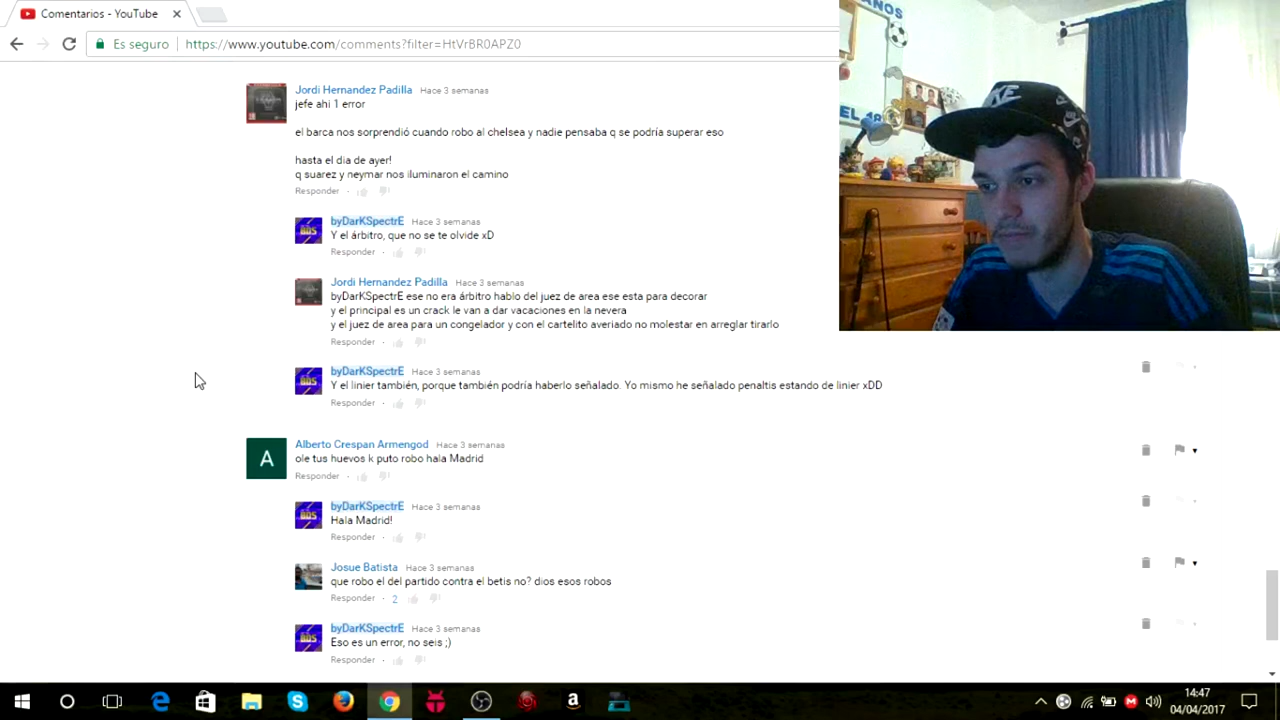 Comentarios - YouTube
Es seguro
https://www.youtube.com/comments?filter=HtVrBR0APZ0
Jordi Hernandez Padilla Hace 3 semanas
jefe ahi 1 error
el barca nos sorprendió cuando robo al chelsea y nadie pensaba q se podria superar eso
hasta el dia de ayer!
q suarez y neymar nos iluminaron el camino
Responder
byDarKSpectrE Hace 3 semanas
Y el árbitro, que no se te olvide xD
Responder
Jordi Hernandez Padilla Hace 3 semanas
byDarKSpectrE ese no era árbitro hablo del juez de area ese esta para decorar
y el principal es un crack le van a dar vacaciones en la nevera
y el juez de area para un congelador y con el cartelito averiado no molestar en arreglar tirarlo
Responder
byDarKSpectrE Hace 3 semanas
Y el linier también, porque también podría haberlo señalado. Yo mismo he señalado penaltis estando de linier xDD
Responder
A
Alberto Crespan Armengod Hace 3 semanas
ole tus huevos k puto robo hala Madrid
Responder
byDarKSpectrE Hace 3 semanas
Hala Madrid!
Responder
Josue Batista Hace 3 semanas
que robo el del partido contra el betis no? dios esos robos
Responder 2
byDarKSpectrE Hace 3 semanas
Eso es un error, no seis ;)
Responder
14:47
04/04/2017